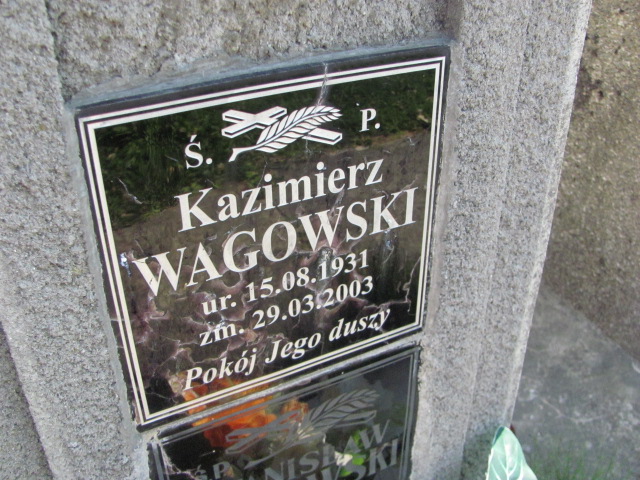 Ś. P.
Kazimierz
WAGOWSKI
ur. 15.08.1931
zm. 29.03.2003
Pokój Jego duszy